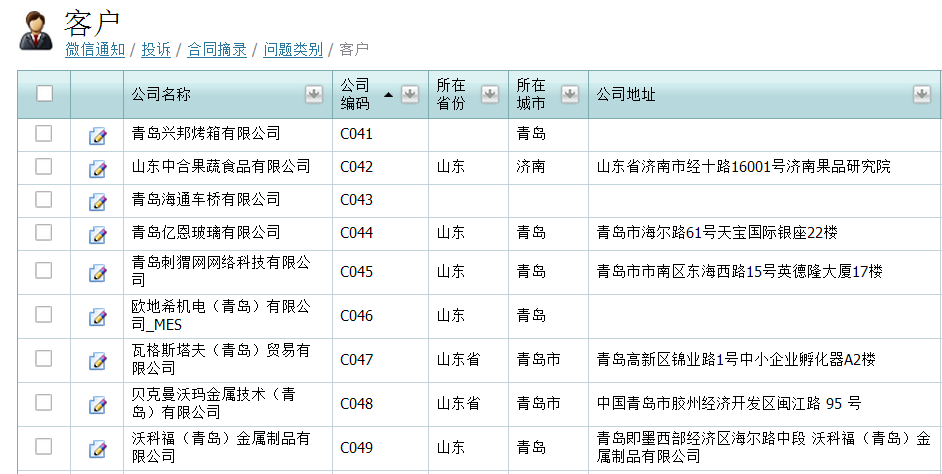 客户
微信通知 / 投诉 / 合同摘录 / 问题类别 / 客户
公司名称 公司编码 所在省份 所在城市 公司地址
青岛兴邦烤箱有限公司 C041 青岛
山东中合果蔬食品有限公司 C042 山东 济南 山东省济南市经十路16001号济南果品研究院
青岛海通车桥有限公司 C043
青岛亿恩玻璃有限公司 C044 山东 青岛 青岛市海尔路61号天宝国际银座22楼
青岛刺猬网网络科技有限公司 C045 山东 青岛 青岛市市南区东海西路15号英德隆大厦17楼
欧地希机电（青岛）有限公司_MES C046 山东 青岛
瓦格斯塔夫（青岛）贸易有限公司 C047 山东省 青岛市 青岛高新区锦业路1号中小企业孵化器A2楼
贝克曼沃玛金属技术（青岛）有限公司 C048 山东省 青岛市 中国青岛市胶州经济开发区闽江路 95 号
沃科福（青岛）金属制品有限公司 C049 山东 青岛 青岛即墨西部经济区海尔路中段 沃科福（青岛）金属制品有限公司